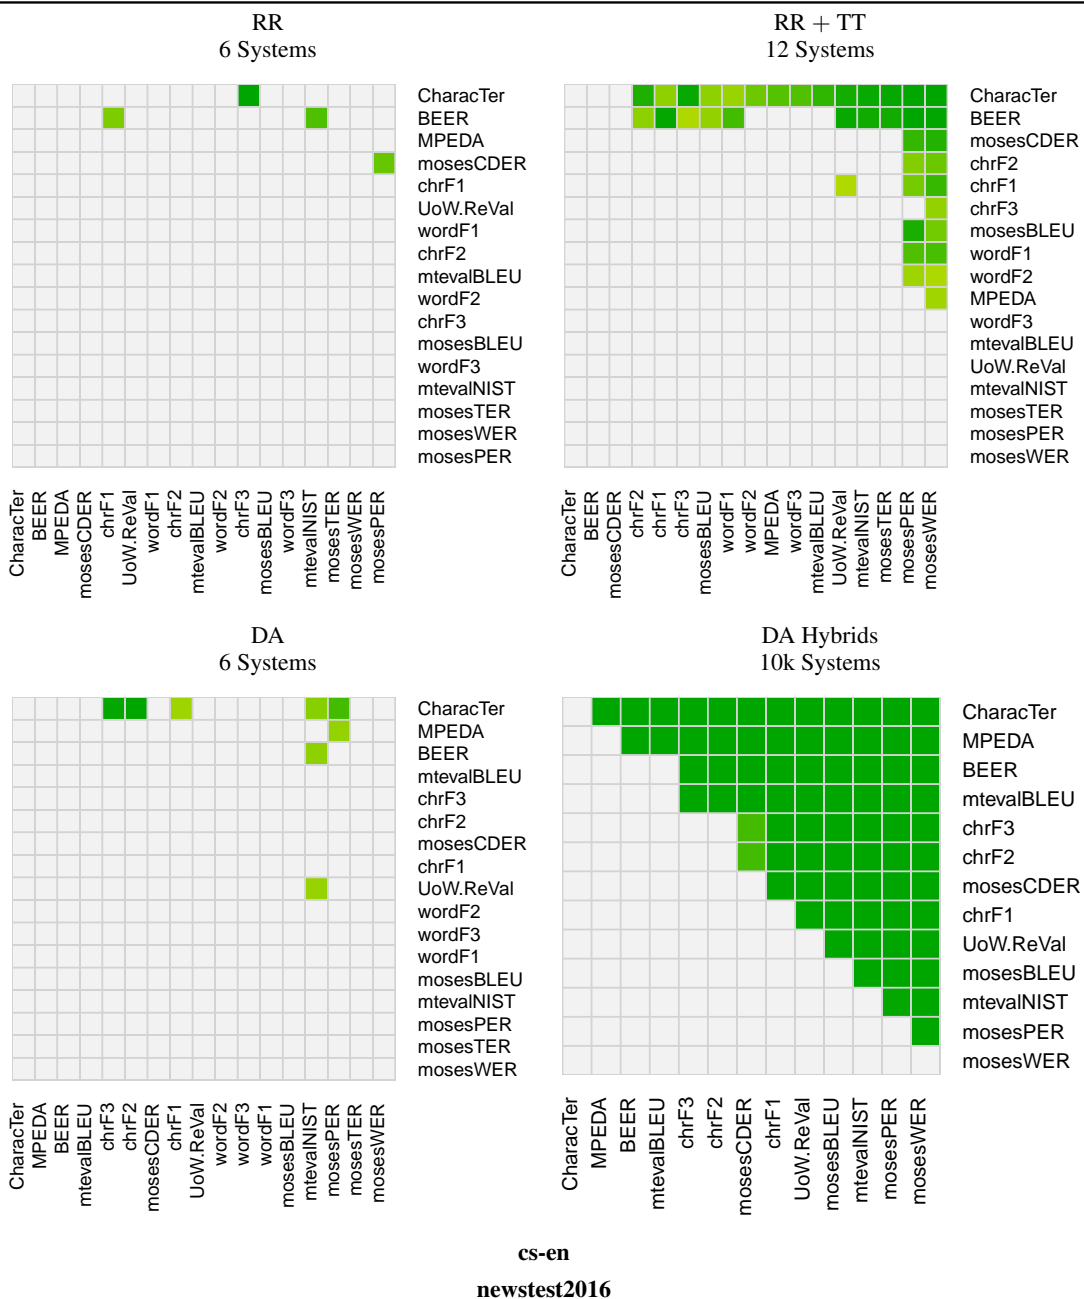 RR
6 Systems
CharacTer
BEER
MPEDA
mosesCDER
chrF1
UoW.ReVal
wordF1
chrF2
mtevalBLEU
wordF2
chrF3
mosesBLEU
wordF3
mtevalNIST
mosesTER
mosesWER
mosesPER
CharacTer
BEER
MPEDA
mosesCDER
chrF1
UoW.ReVal
wordF1
chrF2
mtevalBLEU
wordF2
chrF3
mosesBLEU
wordF3
mtevalNIST
mosesTER
mosesWER
mosesPER
RR + TT
12 Systems
CharacTer
BEER
mosesCDER
chrF2
chrF1
chrF3
mosesBLEU
wordF1
wordF2
MPEDA
wordF3
mtevalBLEU
UoW.ReVal
mtevalNIST
mosesTER
mosesPER
mosesWER
CharacTer
BEER
mosesCDER
chrF2
chrF1
chrF3
mosesBLEU
wordF1
wordF2
MPEDA
wordF3
mtevalBLEU
UoW.ReVal
mtevalNIST
mosesTER
mosesPER
mosesWER
DA
6 Systems
CharacTer
MPEDA
BEER
mtevalBLEU
chrF3
chrF2
mosesCDER
chrF1
UoW.ReVal
wordF2
wordF3
wordF1
mosesBLEU
mtevalNIST
mosesPER
mosesTER
mosesWER
CharacTer
MPEDA
BEER
mtevalBLEU
chrF3
chrF2
mosesCDER
chrF1
UoW.ReVal
wordF2
wordF3
wordF1
mosesBLEU
mtevalNIST
mosesPER
mosesTER
mosesWER
DA Hybrids
10k Systems
CharacTer
MPEDA
BEER
mtevalBLEU
chrF3
chrF2
mosesCDER
chrF1
UoW.ReVal
mosesBLEU
mtevalNIST
mosesPER
mosesWER
CharacTer
MPEDA
BEER
mtevalBLEU
chrF3
chrF2
mosesCDER
chrF1
UoW.ReVal
mosesBLEU
mtevalNIST
mosesPER
mosesWER
cs-en
newstest2016